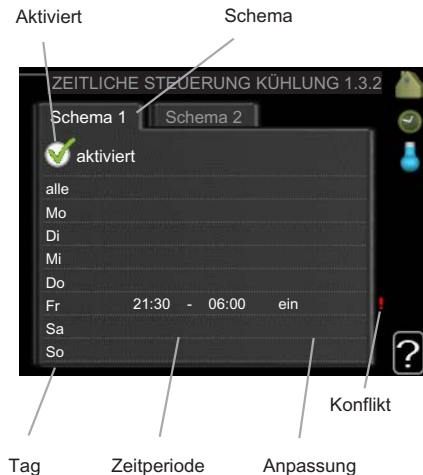 Aktiviert Schema
ZEITLICHE STEUERUNG KÜHLUNG 1.3.2
Schema 1 Schema 2
aktiviert
alle
Mo
Di
Mi
Do
Fr 21:30 - 06:00 ein !
Sa
So
?
Konflikt
Tag Zeitperiode Anpassung